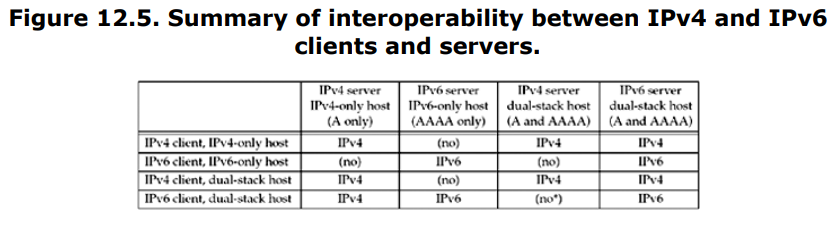 Figure 12.5. Summary of interoperability between IPv4 and IPv6
clients and servers.
IPv4 server IPv6 server IPv4 server IPv6 server
IPv4-only host IPv6-only host dual-stack host dual-stack host
(A only) (AAAA only) (A and AAAA) (A and AAAA)
IPv4 client, IPv4-only host IPv4 (no) IPv4 IPv4
IPv6 client, IPv6-only host (no) IPv6 (no) IPv6
IPv4 client, dual-stack host IPv4 (no) IPv4 IPv4
IPv6 client, dual-stack host IPv4 IPv6 (no*) IPv6